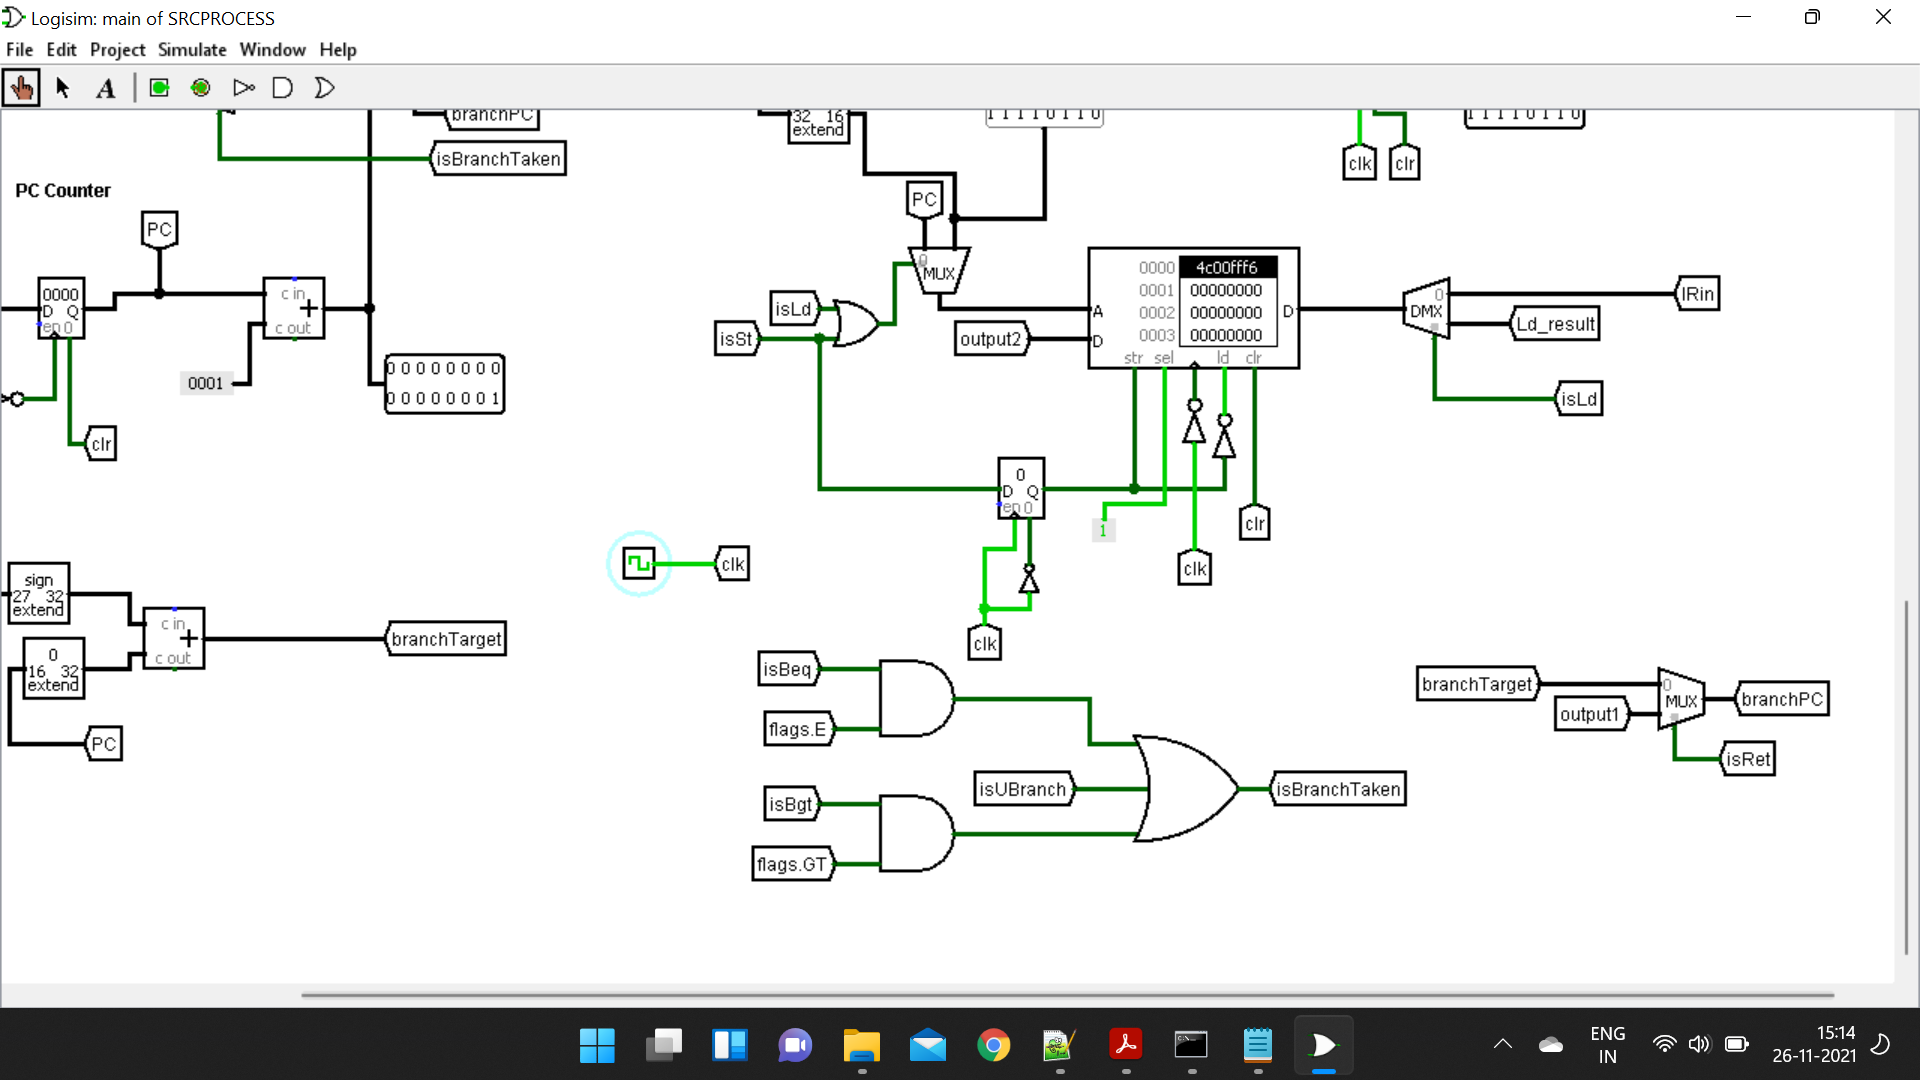 Logisim: main of SRCPROCESS
File Edit Project Simulate Window Help
A
branchPC
isBranchTaken
PC Counter
PC
0000
D Q
en 0
c in
+
c out
0001
0 0 0 0 0 0 0 0
0 0 0 0 0 0 0 1
clr
sign
27 32
extend
0
16 32
extend
c in
+
c out
branchTarget
PC
32 16
extend
1 1 1 1 0 1 1 0
PC
0
MUX
isLd
isSt
output2
A
D
0000 4c00fff6
0001 00000000
0002 00000000
0003 00000000
D
str sel ld clr
0
D Q
en 0
1
clk
clr
clk
clk
1 1 1 1 0 1 1 0
clk clr
0
DMX
IRin
Ld_result
isLd
isBeq
flags.E
isUBranch
isBgt
flags.GT
isBranchTaken
branchTarget
output1
0
MUX
branchPC
isRet
ENG
IN
15:14
26-11-2021